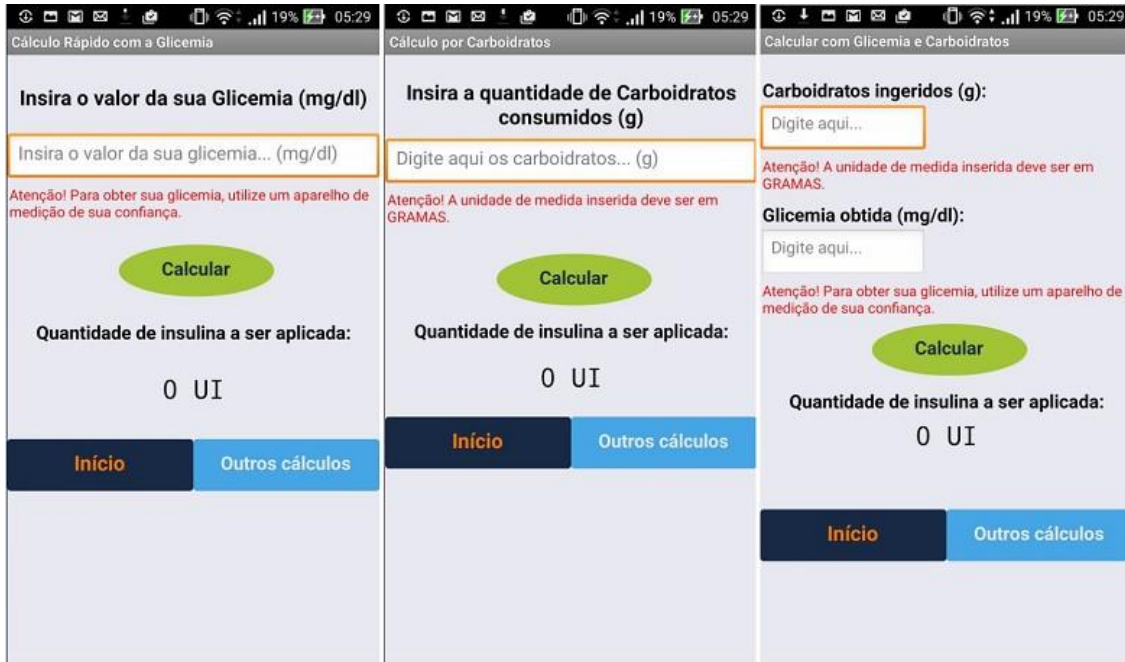 19% 05:29
Cálculo Rápido com a Glicemia
Insira o valor da sua Glicemia (mg/dl)
Insira o valor da sua glicemia... (mg/dl)
Atenção! Para obter sua glicemia, utilize um aparelho de
medição de sua confiança.
Calcular
Quantidade de insulina a ser aplicada:
0 UI
Início
Outros cálculos
19% 05:29
Cálculo por Carboidratos
Insira a quantidade de Carboidratos
consumidos (g)
Digite aqui os carboidratos... (g)
Atenção! A unidade de medida inserida deve ser em
GRAMAS.
Calcular
Quantidade de insulina a ser aplicada:
0 UI
Início
Outros cálculos
19% 05:29
Calcular com Glicemia e Carboidratos
Carboidratos ingeridos (g):
Digite aqui...
Atenção! A unidade de medida inserida deve ser em
GRAMAS.
Glicemia obtida (mg/dl):
Digite aqui...
Atenção! Para obter sua glicemia, utilize um aparelho de
medição de sua confiança.
Calcular
Quantidade de insulina a ser aplicada:
0 UI
Início
Outros cálculos